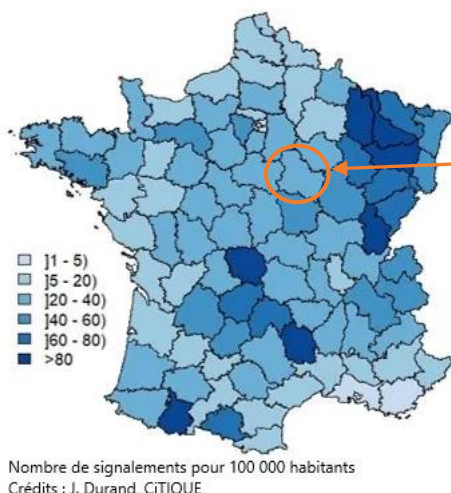 ]1 - 5)
]5 - 20)
]20 - 40)
]40 - 60)
]60 - 80)
>80
Nombre de signalements pour 100 000 habitants
Crédits : J. Durand, CiTIQUE